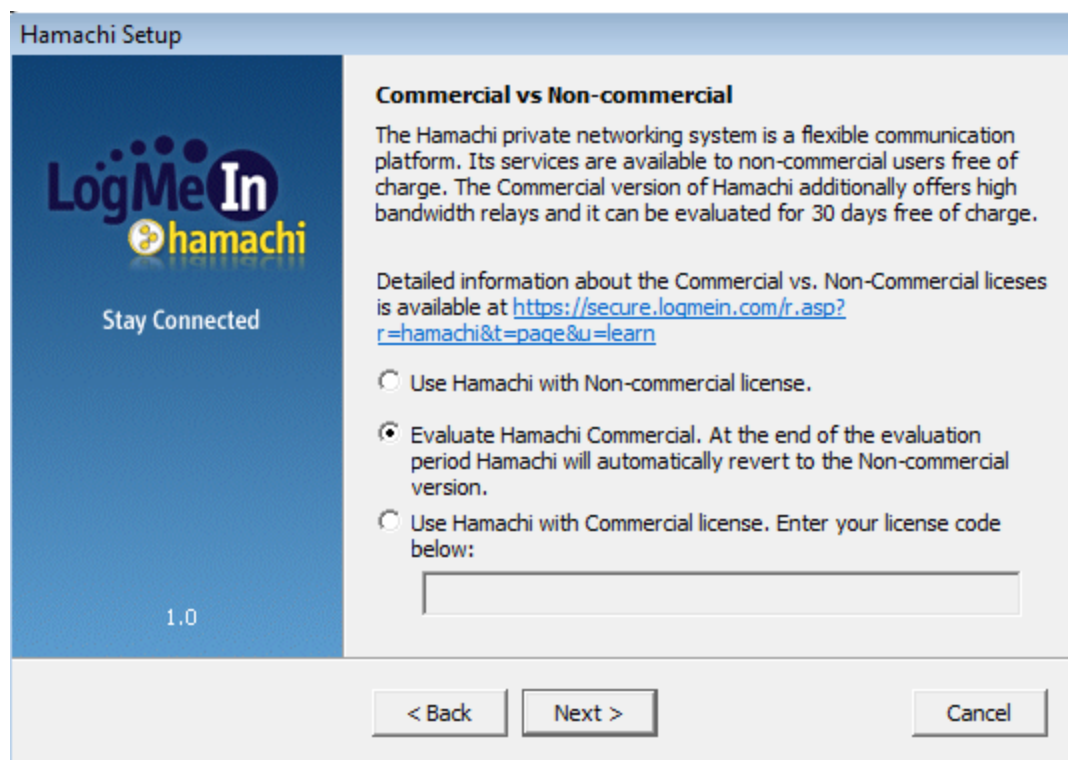 Hamachi Setup
LogMeIn
hamachi
Stay Connected
1.0
Commercial vs Non-commercial
The Hamachi private networking system is a flexible communication
platform. Its services are available to non-commercial users free of
charge. The Commercial version of Hamachi additionally offers high
bandwidth relays and it can be evaluated for 30 days free of charge.
Detailed information about the Commercial vs. Non-Commercial liceses
is available at https://secure.logmein.com/r.asp?
r=hamachi&t=page&u=learn
Use Hamachi with Non-commercial license.
Evaluate Hamachi Commercial. At the end of the evaluation
period Hamachi will automatically revert to the Non-commercial
version.
Use Hamachi with Commercial license. Enter your license code
below:
< Back
Next >
Cancel